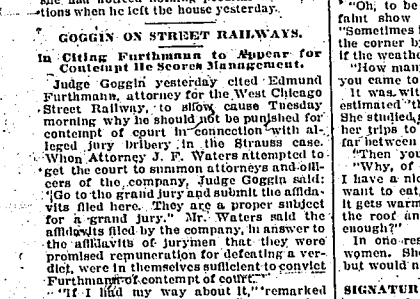 tions when he left the house yesterday.
GOGGIN ON STREET RAILWAYS.
In Citing Furthmann to Appear for
Contempt He Scores Management.
Judge Goggin yesterday cited Edmund
Furthmann, attorney for the West Chicago
Street Railway, to show cause Tuesday
morning why he should not be punished for
contempt of court in connection with al-
leged jury bribery in the Strauss case.
When Attorney J. F. Waters attempted to
get the court to summon attorneys and offi-
cers of the company, Judge Goggin said:
"Go to the grand jury and submit the affida-
vits filed here. They are a proper subject
for a grand jury." Mr. Waters said the
affidavits filed by the company, in answer to
the affidavits of jurymen that they were
promised remuneration for defeating a ver-
dict, were in themselves sufficient to convict
Furthmann of contempt of court.
"If I had my way about it," remarked
"Oh, to be
faint show
"Sometimes
the corner b
if the weathe
"How man
you came to
It was wit
estimated "th
She studied
her trips to
far between
"Then you
"Why, of
I have a nic
want to eat.
It gets warm
the roof an
enough?"
In one res
women. She
but would n
SIGNATUR